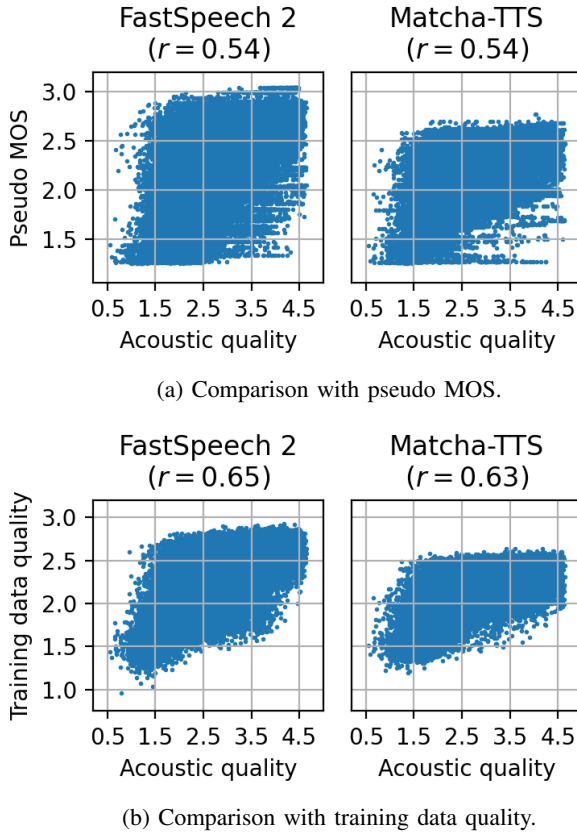 FastSpeech 2
(r = 0.54)
Matcha-TTS
(r = 0.54)
Pseudo MOS
3.0
2.5
2.0
1.5
0.5 1.5 2.5 3.5 4.5
Acoustic quality
0.5 1.5 2.5 3.5 4.5
Acoustic quality
(a) Comparison with pseudo MOS.
FastSpeech 2
(r = 0.65)
Matcha-TTS
(r = 0.63)
Training data quality
3.0
2.5
2.0
1.5
1.0
0.5 1.5 2.5 3.5 4.5
Acoustic quality
0.5 1.5 2.5 3.5 4.5
Acoustic quality
(b) Comparison with training data quality.